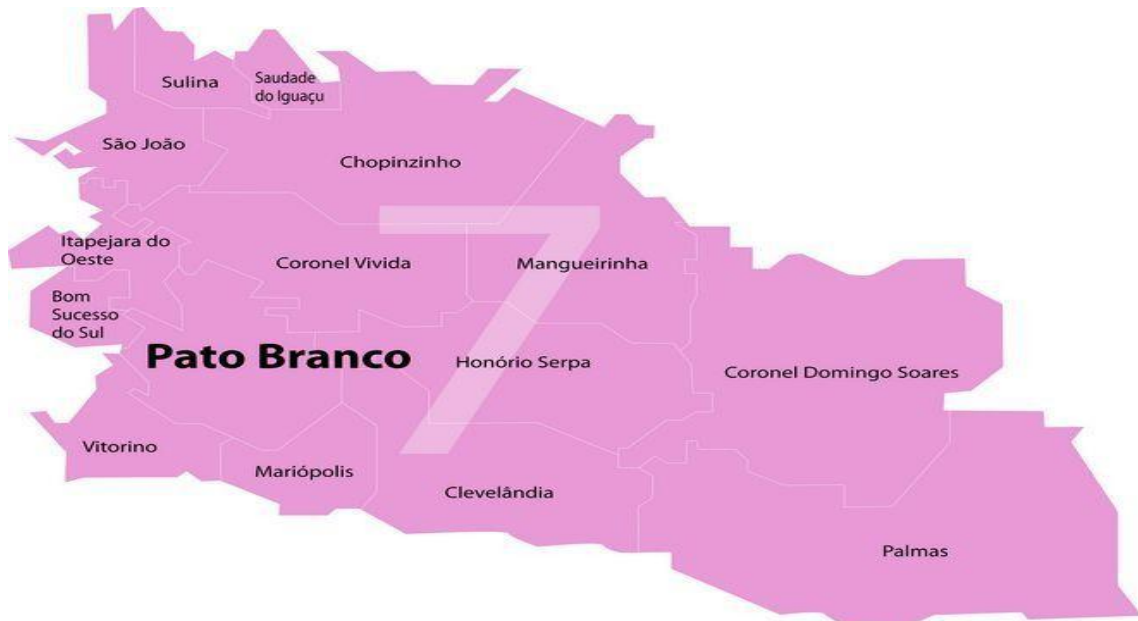 Sulina
Saudade
do Iguaçu
São João
Chopinzinho
Itapejara do
Oeste
Coronel Vivida
Mangueirinha
Bom
Sucesso
do Sul
Pato Branco
7
Honório Serpa
Coronel Domingo Soares
Vitorino
Mariópolis
Clevelândia
Palmas